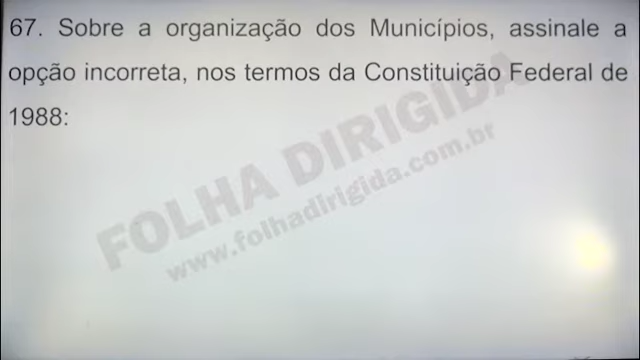 67. Sobre a organização dos Municípios, assinale a
opção incorreta, nos termos da Constituição Federal de
1988:
FOLHA DIRIGIDA
www.folhadirigida.com.br